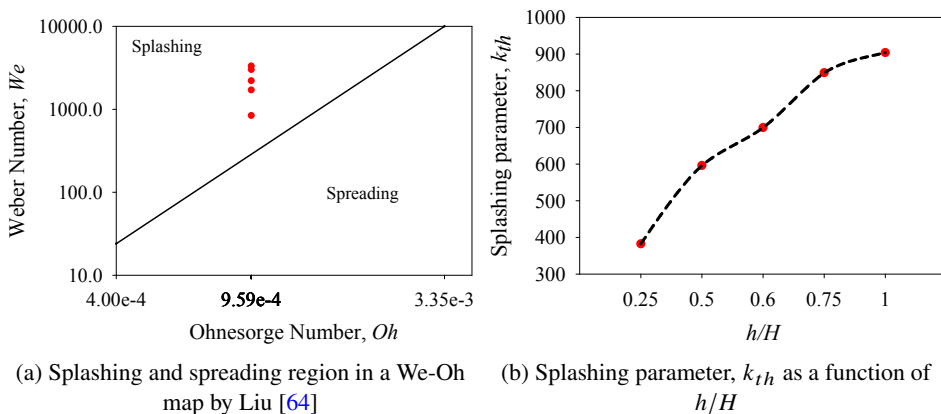 10000.0
1000.0
100.0
10.0
Weber Number, We
Splashing
Spreading
4.00e-4
9.59e-4
3.35e-3
Ohnesorge Number, Oh
(a) Splashing and spreading region in a We-Oh
map by Liu [64]
1000
900
800
700
600
500
400
300
Splashing parameter, k_th
0.25 0.5 0.6 0.75 1
h/H
(b) Splashing parameter, k_th as a function of
h/H